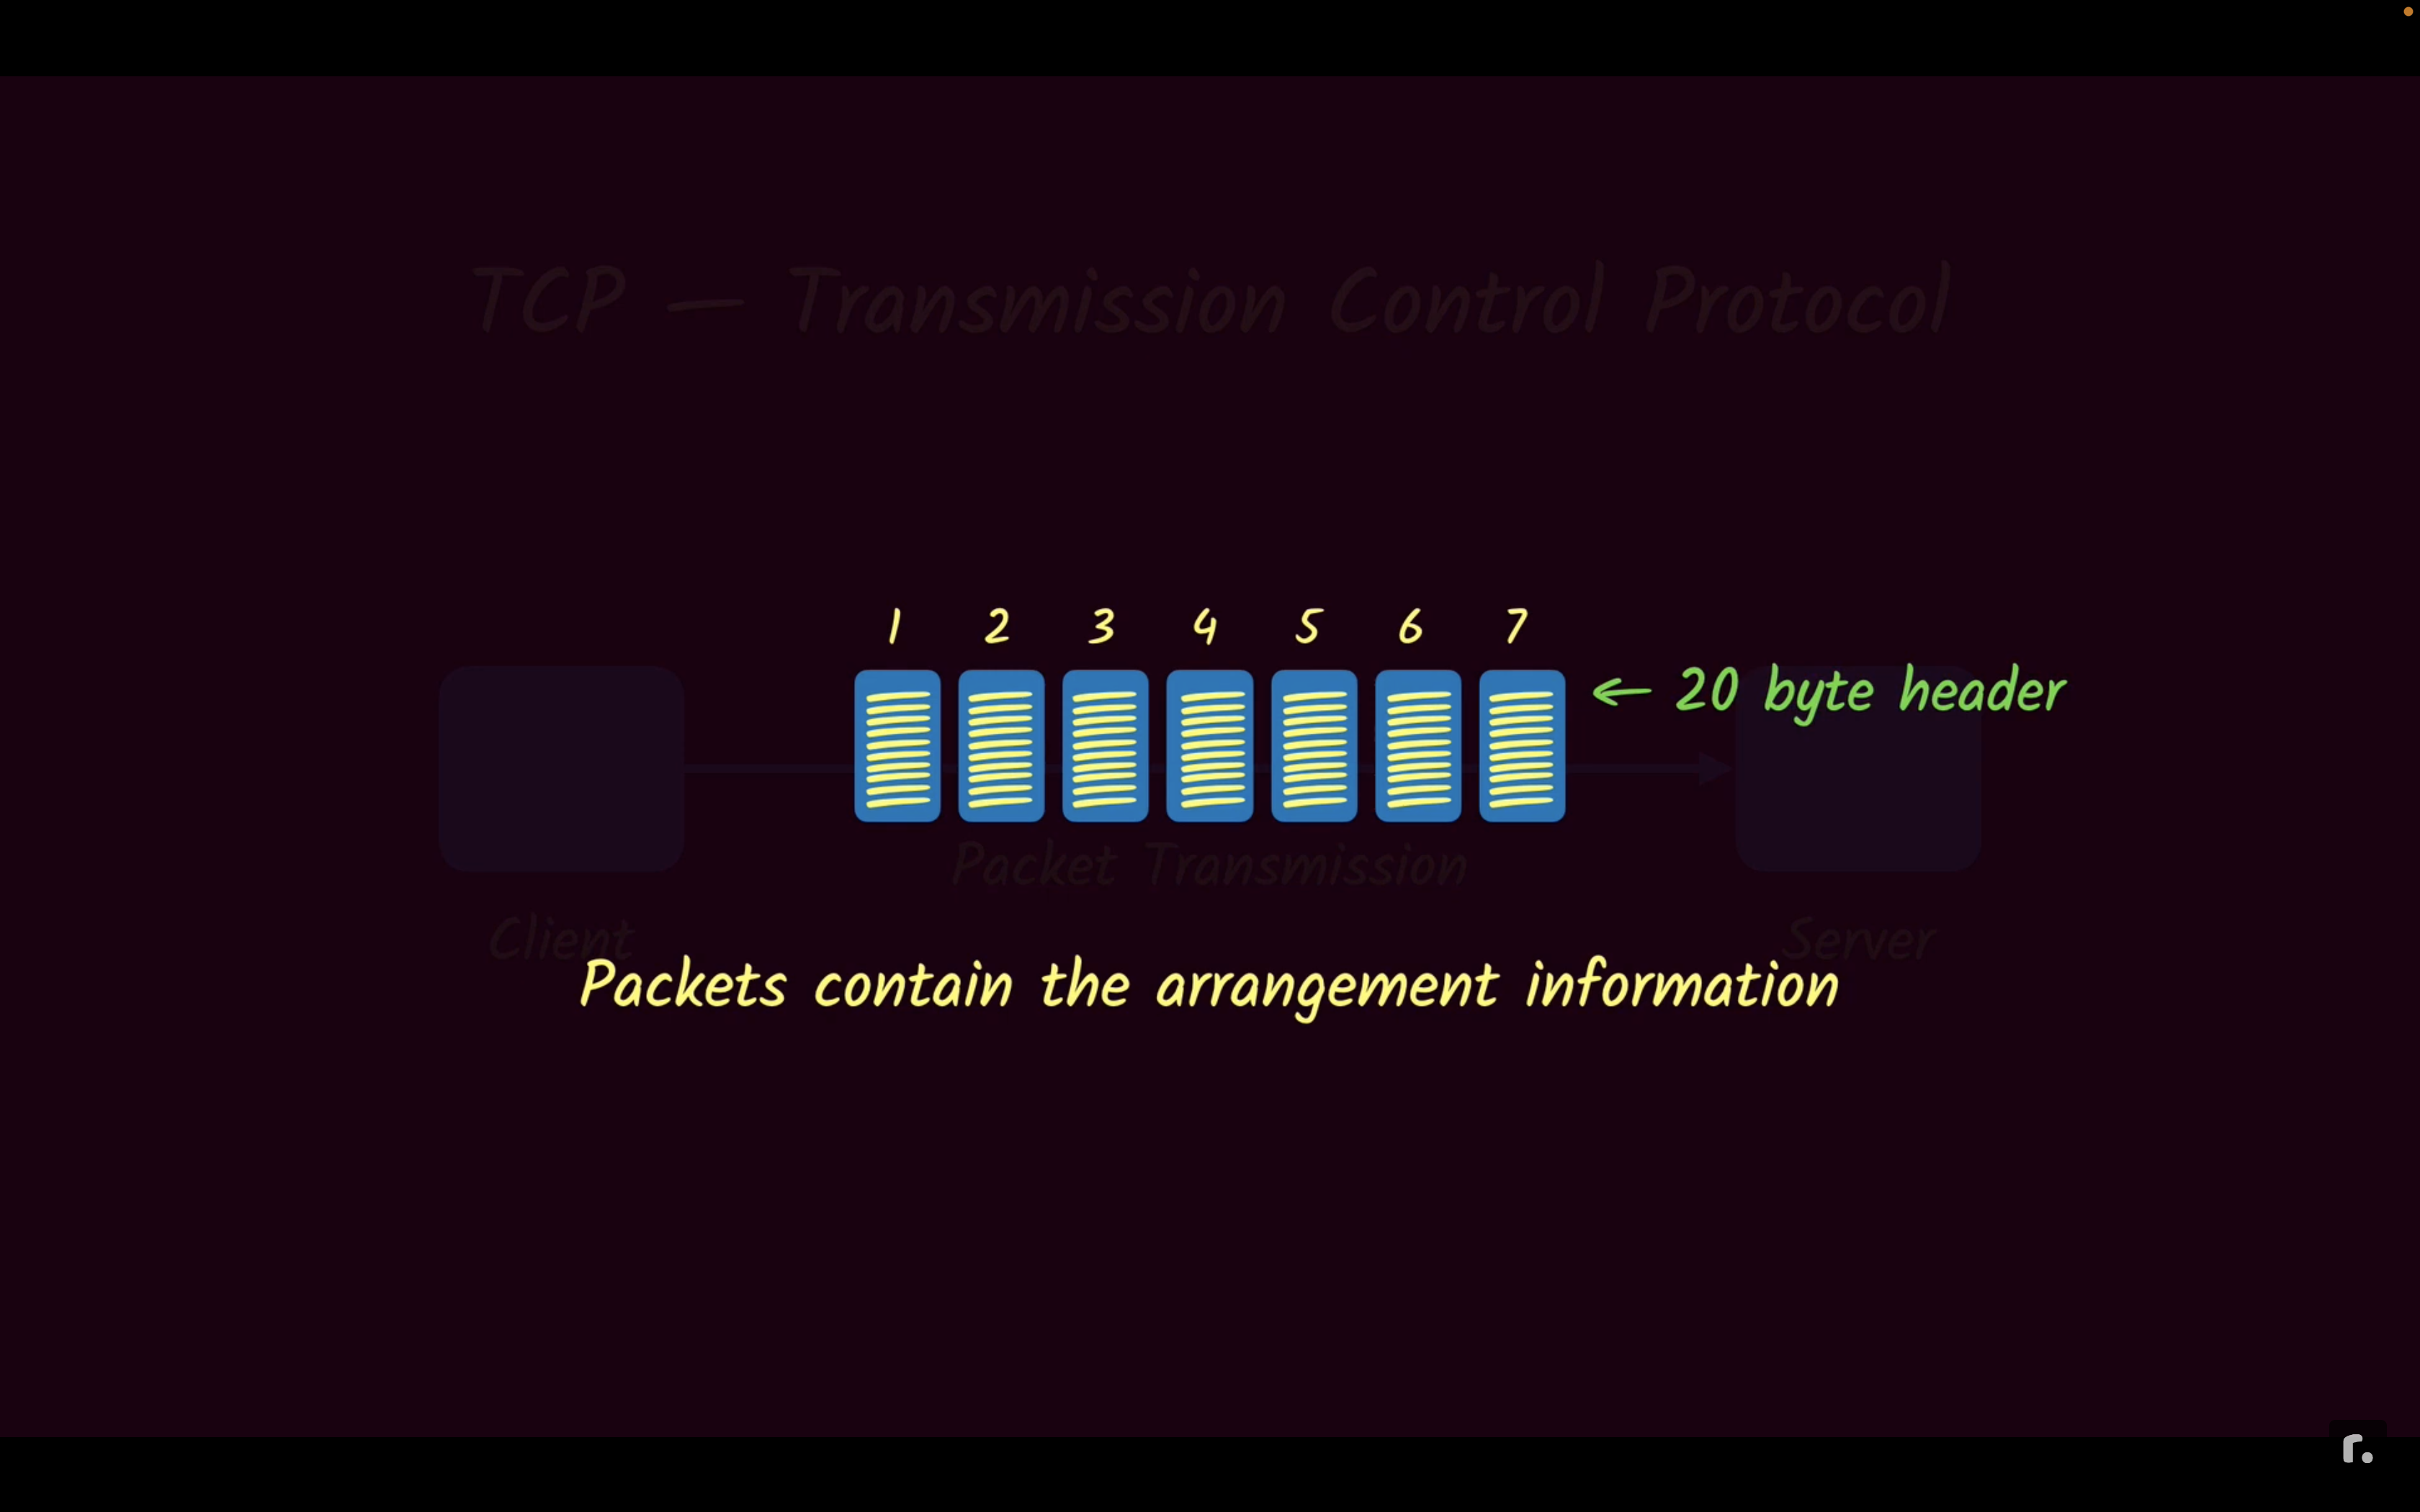 TCP — Transmission Control Protocol
1 2 3 4 5 6 7
← 20 byte header
Packet Transmission
Client
Server
Packets contain the arrangement information
r.